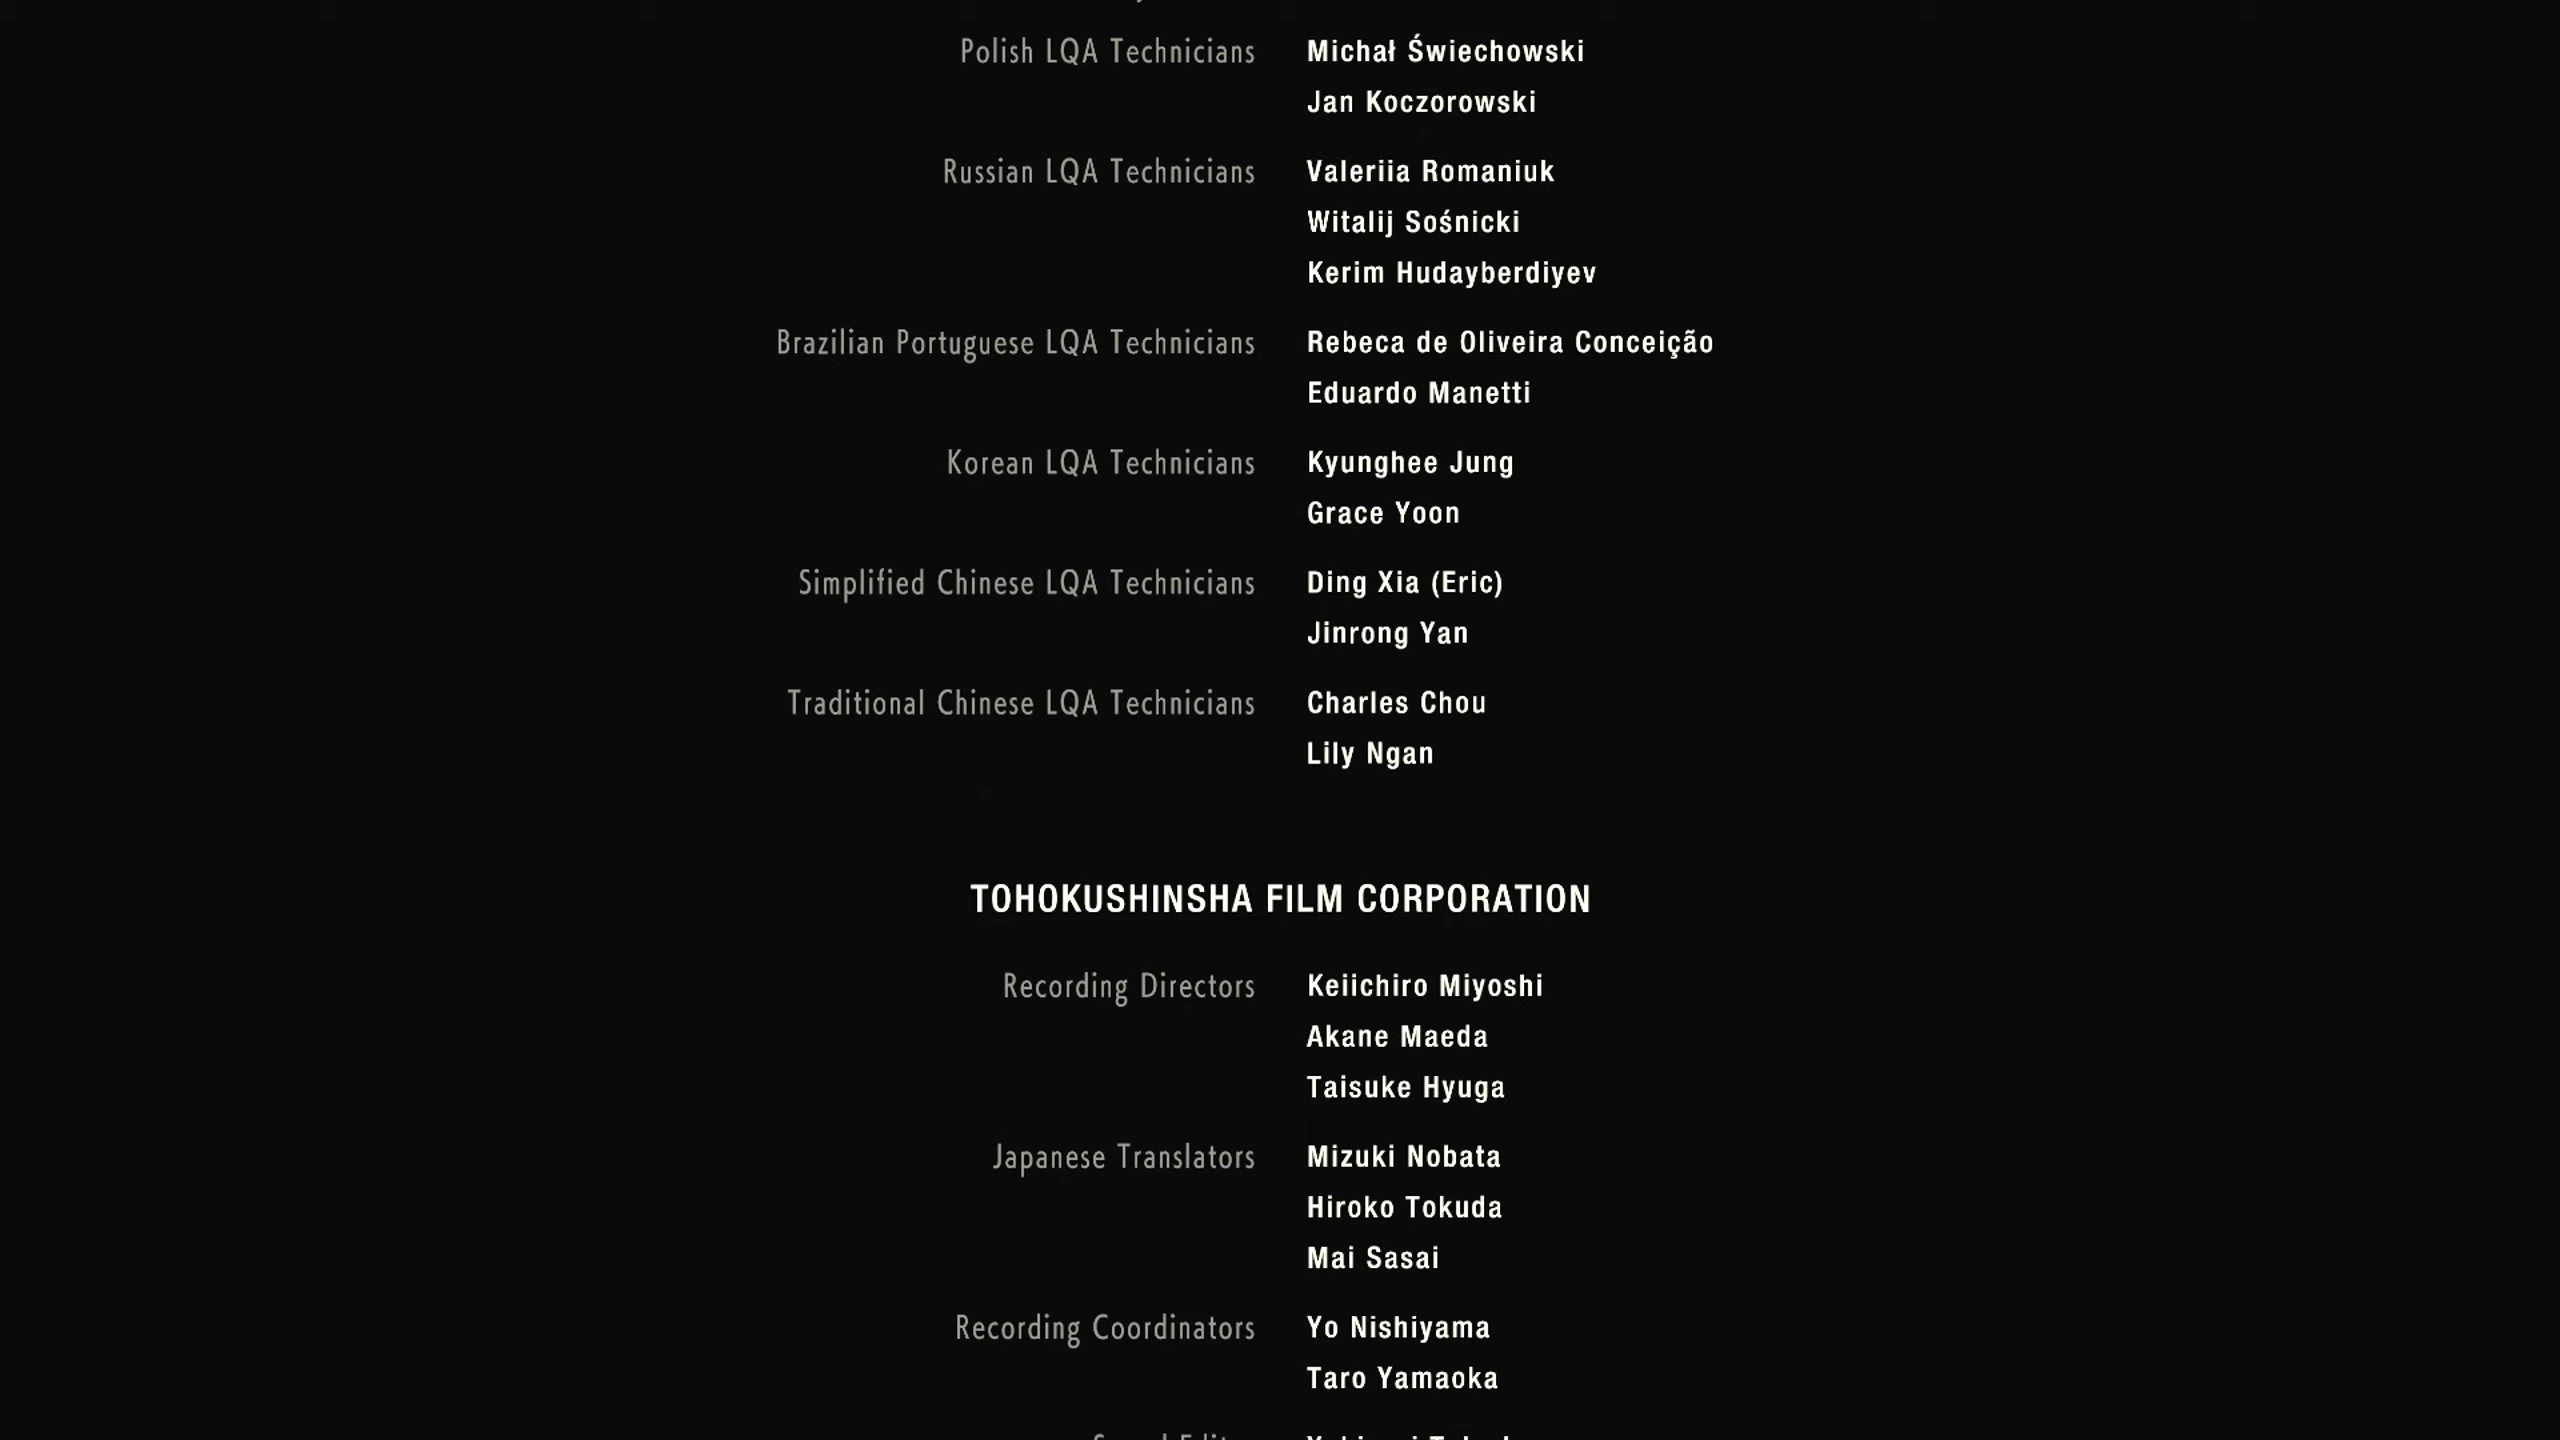 Polish LQA Technicians Michał Świechowski
Jan Koczorowski
Russian LQA Technicians Valeriia Romaniuk
Witalij Sośnicki
Kerim Hudayberdiyev
Brazilian Portuguese LQA Technicians Rebeca de Oliveira Conceição
Eduardo Manetti
Korean LQA Technicians Kyunghee Jung
Grace Yoon
Simplified Chinese LQA Technicians Ding Xia (Eric)
Jinrong Yan
Traditional Chinese LQA Technicians Charles Chou
Lily Ngan
TOHOKUSHINSHA FILM CORPORATION
Recording Directors Keiichiro Miyoshi
Akane Maeda
Taisuke Hyuga
Japanese Translators Mizuki Nobata
Hiroko Tokuda
Mai Sasai
Recording Coordinators Yo Nishiyama
Taro Yamaoka